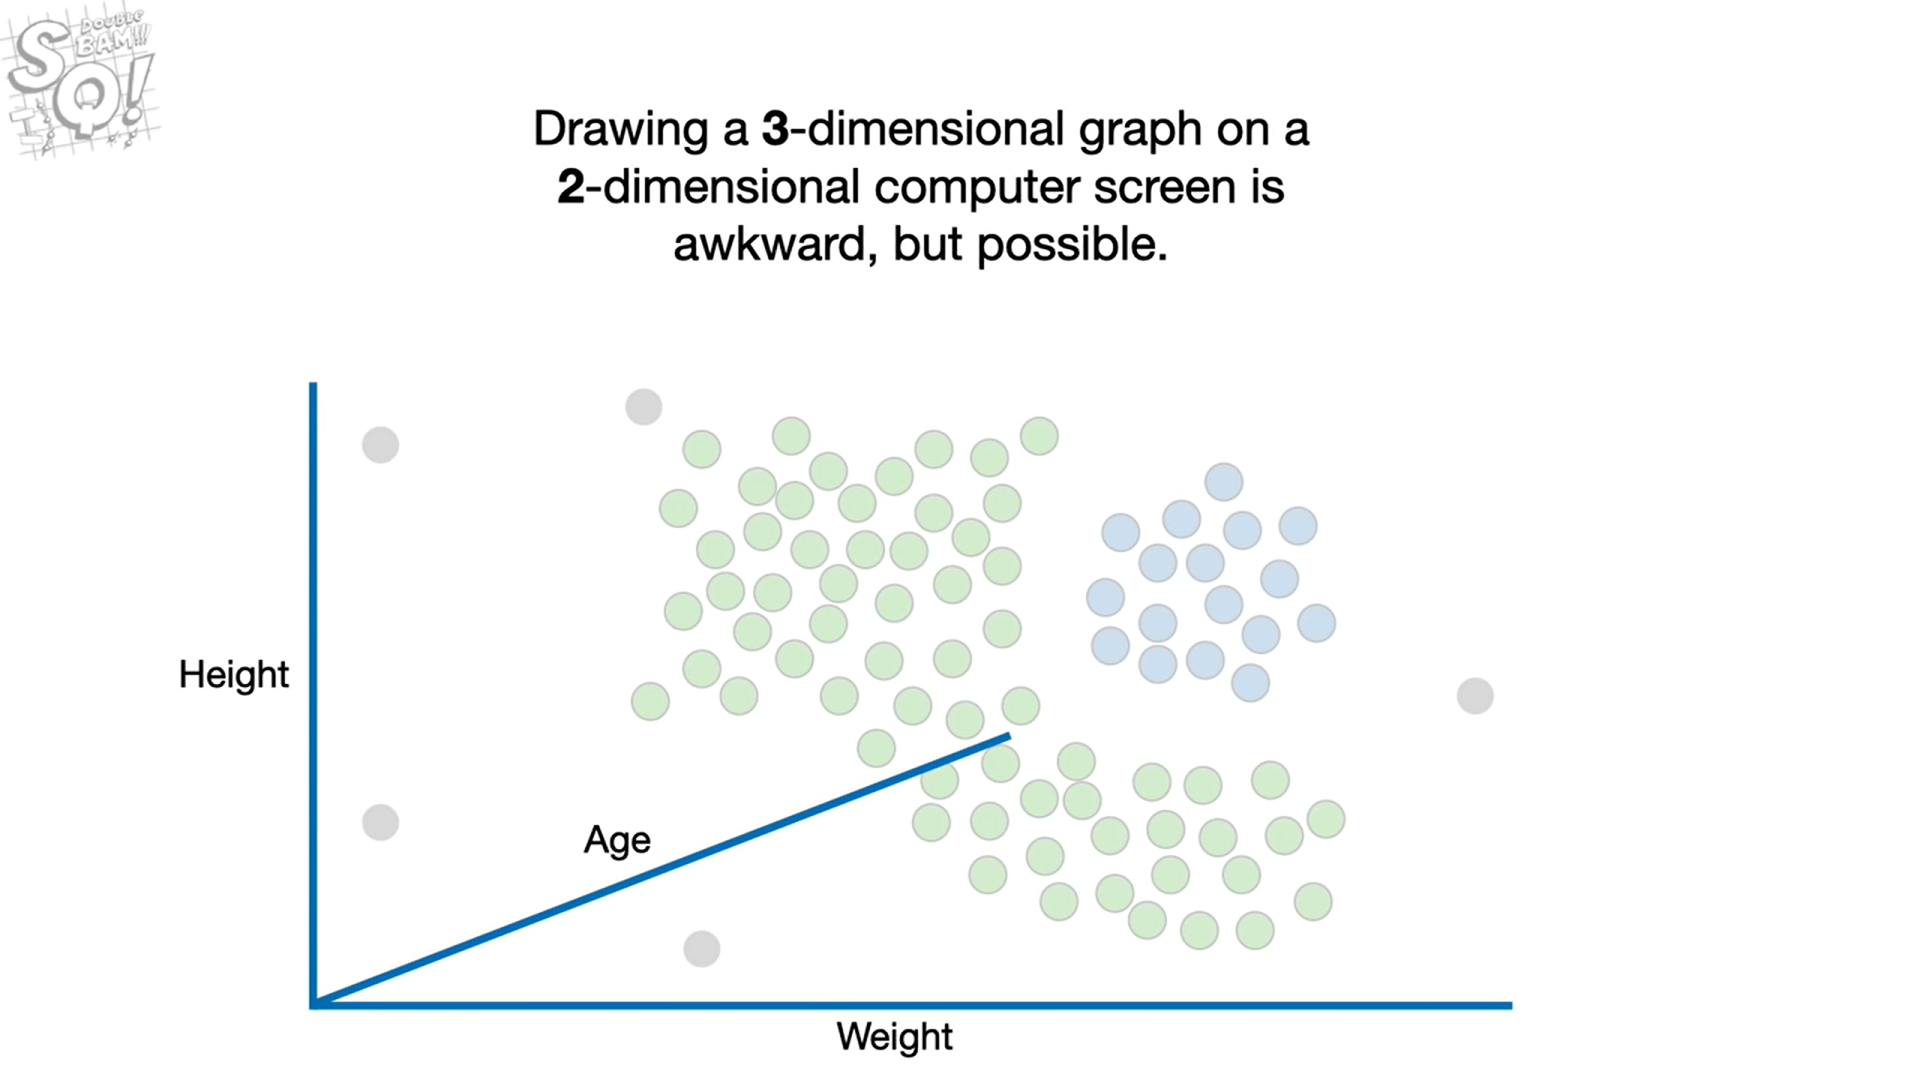 DOUBLE
BAM!!!
SQ!
Drawing a 3-dimensional graph on a
2-dimensional computer screen is
awkward, but possible.
Height
Age
Weight